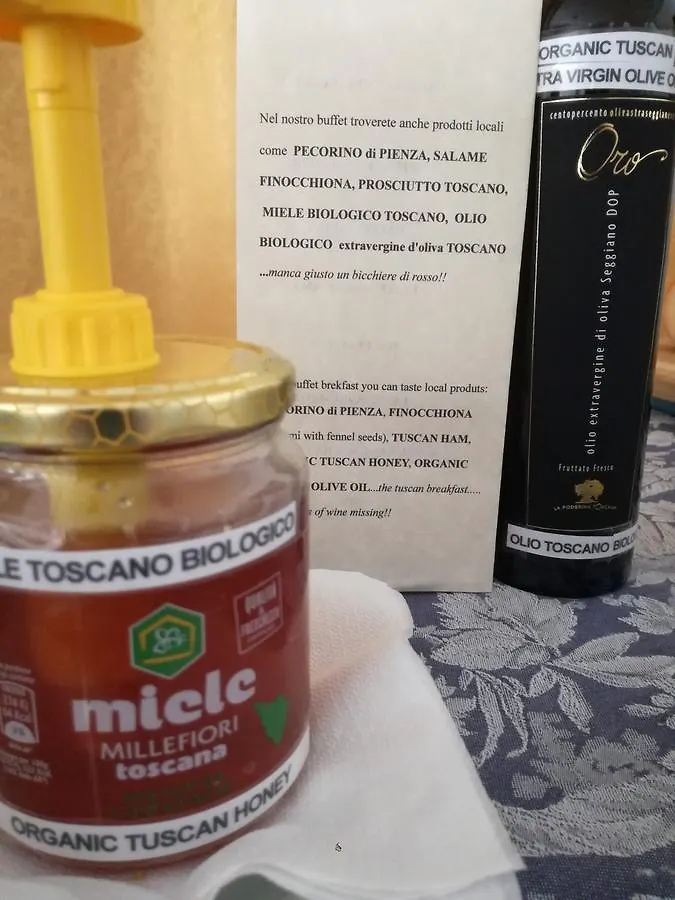 Nel nostro buffet troverete anche prodotti locali
come PECORINO di PIENZA, SALAME
FINOCCHIONA, PROSCIUTTO TOSCANO,
MIELE BIOLOGICO TOSCANO, OLIO
BIOLOGICO extravergine d'oliva TOSCANO
...manca giusto un bicchiere di rosso!!
uffet brekfast you can taste local produts:
ORINO di PIENZA, FINOCCHIONA
mi with fennel seeds), TUSCAN HAM,
C TUSCAN HONEY, ORGANIC
OLIVE OIL...the tuscan breakfast.....
s of wine missing!!
ORGANIC TUSCAN
TRA VIRGIN OLIVE O
centopercento olivastraseggianese
Oro
olio extravergine di oliva Seggiano DOP
Fruttato Fresco
LA PODERINA TOSCANA
OLIO TOSCANO BIOLO
LE TOSCANO BIOLOGICO
miele
MILLEFIORI
toscana
ORGANIC TUSCAN HONEY